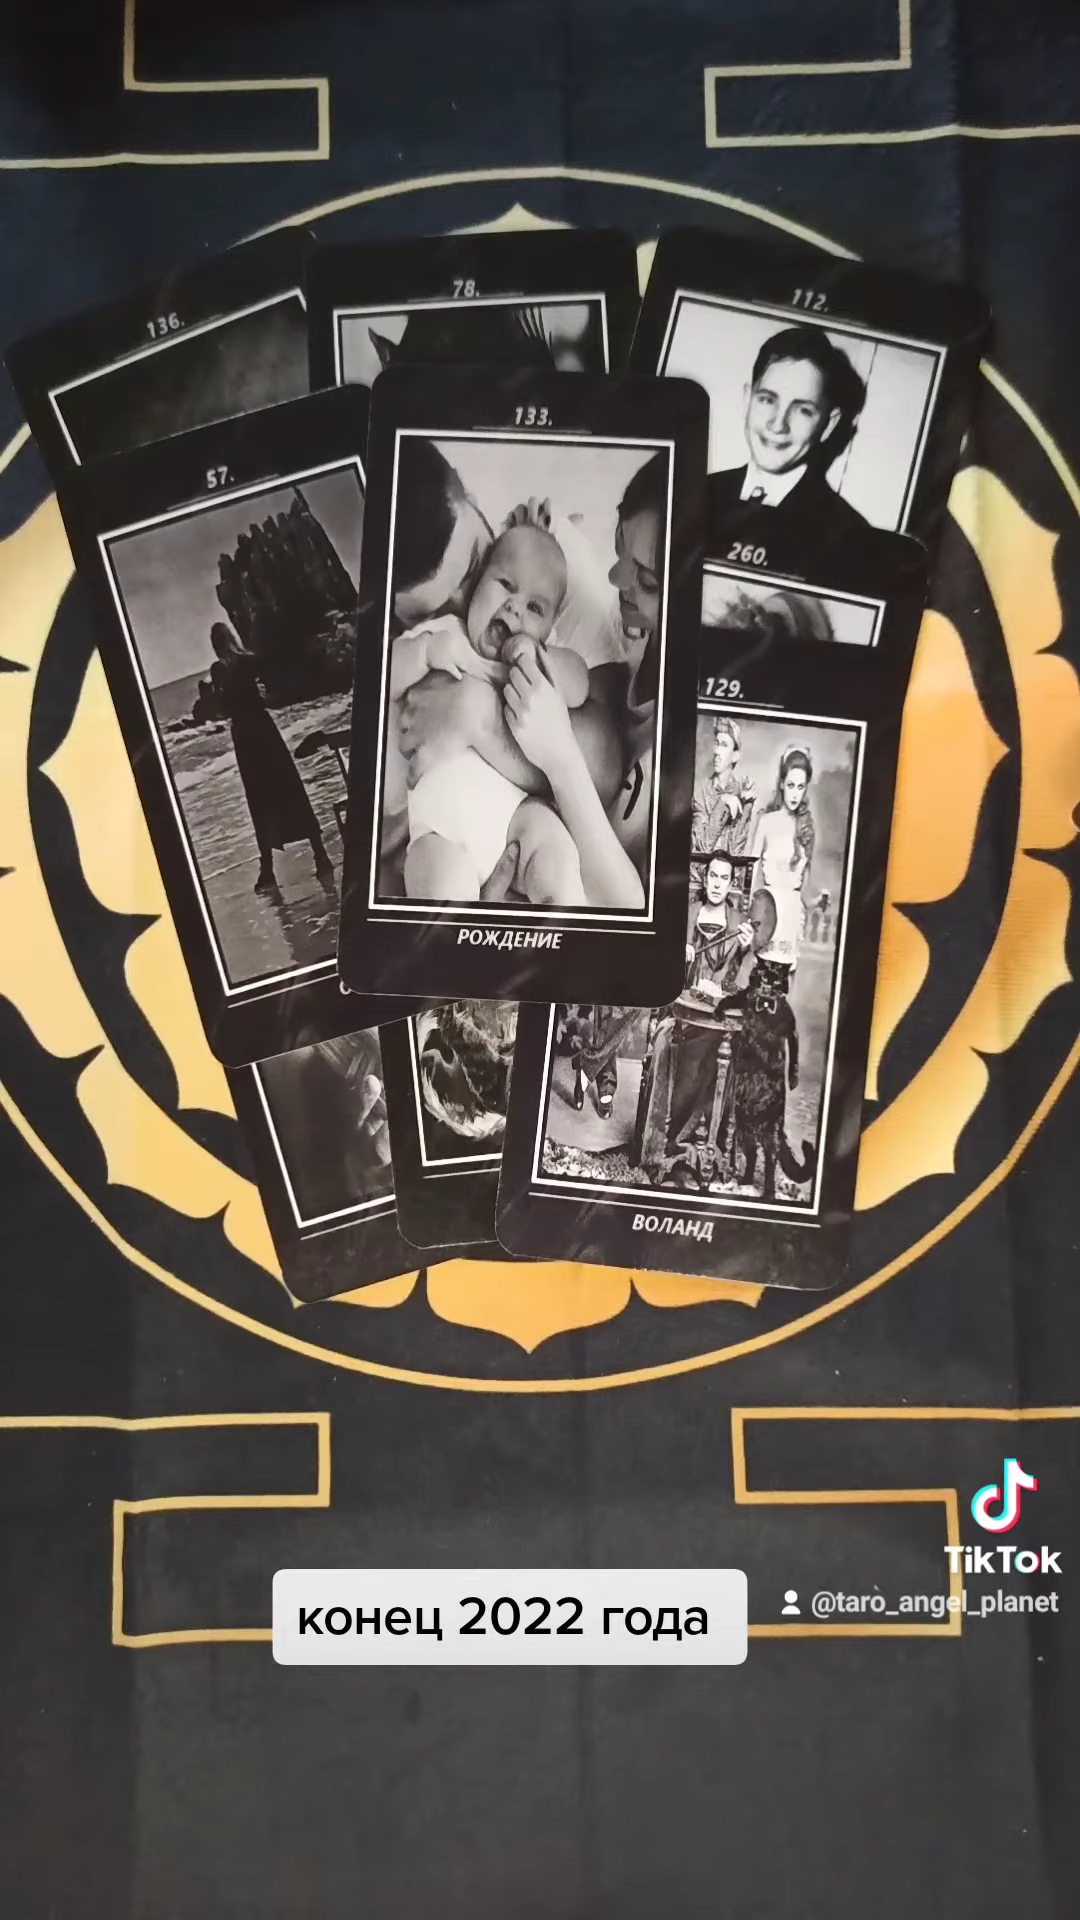 136.
78.
112.
57.
133.
260.
129.
РОЖДЕНИЕ
ВОЛАНД
TikTok
@taro_angel_planet
конец 2022 года